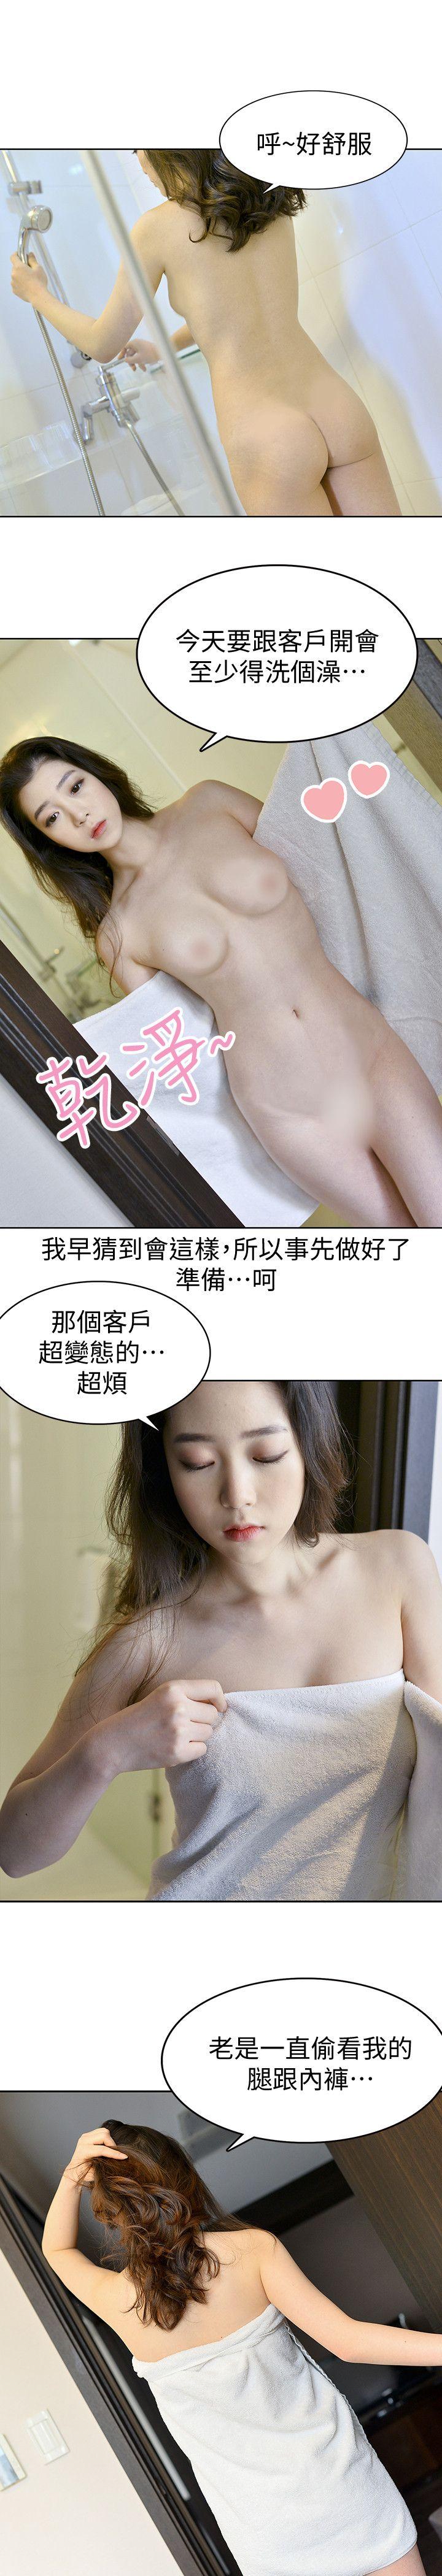 呼~好舒服
今天要跟客戶開會
至少得洗個澡⋯
乾淨~
我早猜到會這樣,所以事先做好了
準備⋯呵
那個客戶
超變態的⋯
超煩
老是一直偷看我的
腿跟內褲⋯